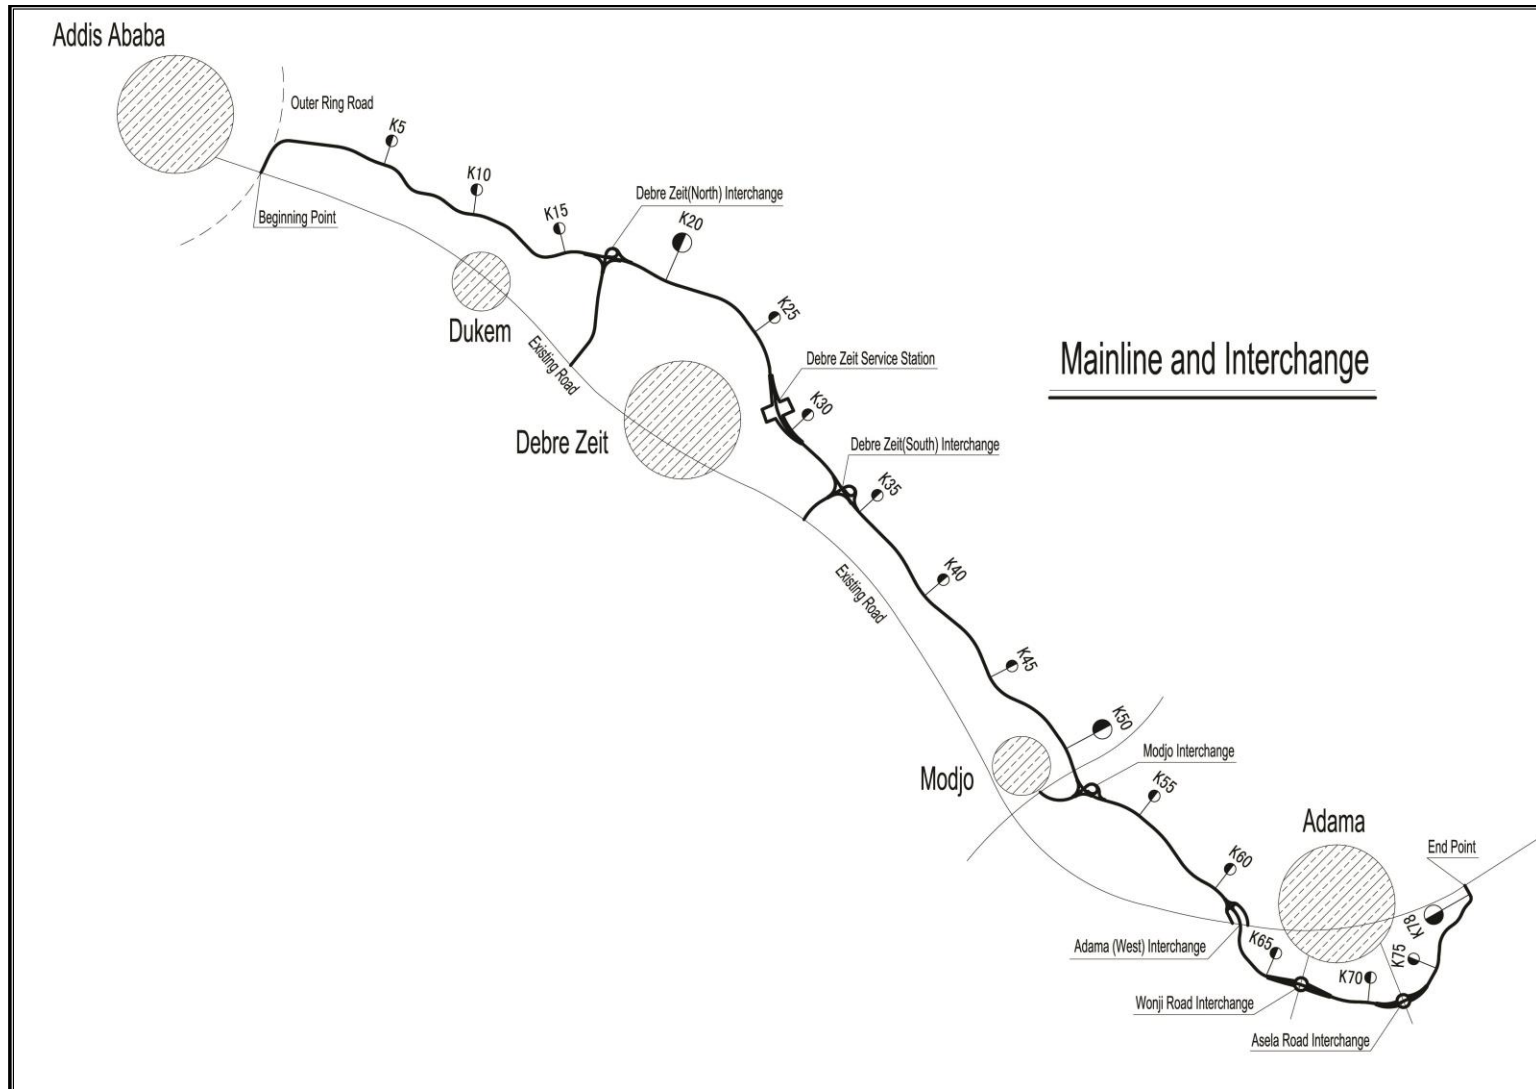 Addis Ababa
Outer Ring Road
K5
K10
Beginning Point
K15
Debre Zeit(North) Interchange
K20
Dukem
Existing Road
K25
Mainline and Interchange
Debre Zeit Service Station
K30
Debre Zeit
Debre Zeit(South) Interchange
K35
K40
Existing Road
K45
K50
Modjo
Modjo Interchange
K55
Adama
K60
End Point
K78
Adama (West) Interchange
K65
K70
K75
Wonji Road Interchange
Asela Road Interchange